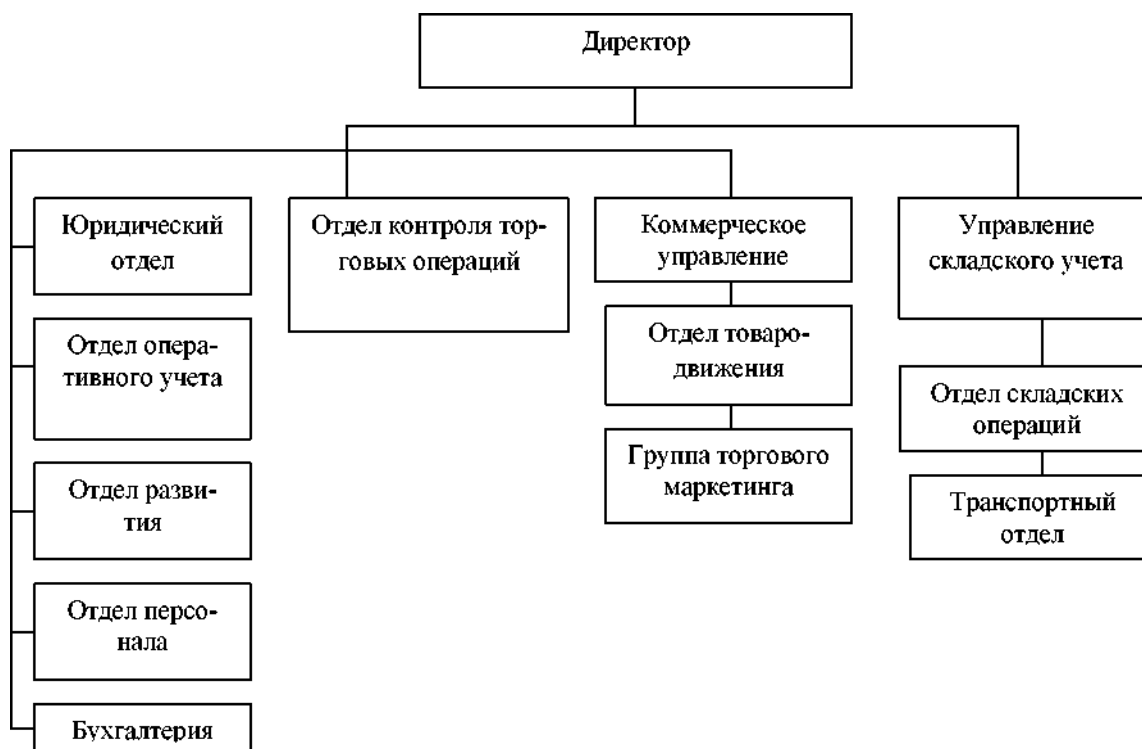 Директор
Юридический
отдел
Отдел опера-
тивного учета
Отдел разви-
тия
Отдел персо-
нала
Бухгалтерия
Отдел контроля тор-
говых операций
Коммерческое
управление
Отдел товаро-
движения
Группа торгового
маркетинга
Управление
складского учета
Отдел складских
операций
Транспортный
отдел